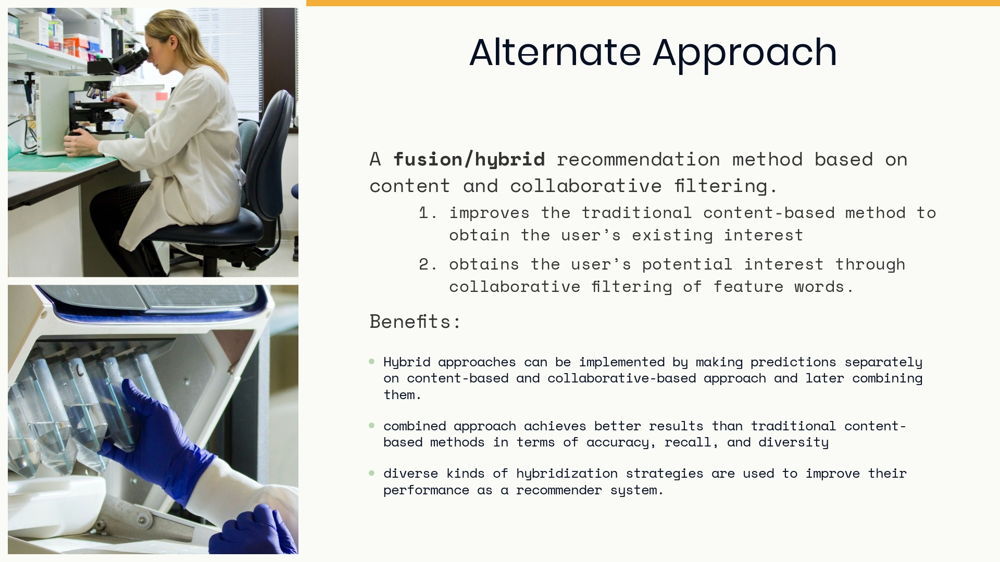 Alternate Approach
A fusion/hybrid recommendation method based on
content and collaborative filtering.
1. improves the traditional content-based method to
obtain the user’s existing interest
2. obtains the user’s potential interest through
collaborative filtering of feature words.
Benefits:
Hybrid approaches can be implemented by making predictions separately
on content-based and collaborative-based approach and later combining
them.
combined approach achieves better results than traditional content-
based methods in terms of accuracy, recall, and diversity
diverse kinds of hybridization strategies are used to improve their
performance as a recommender system.